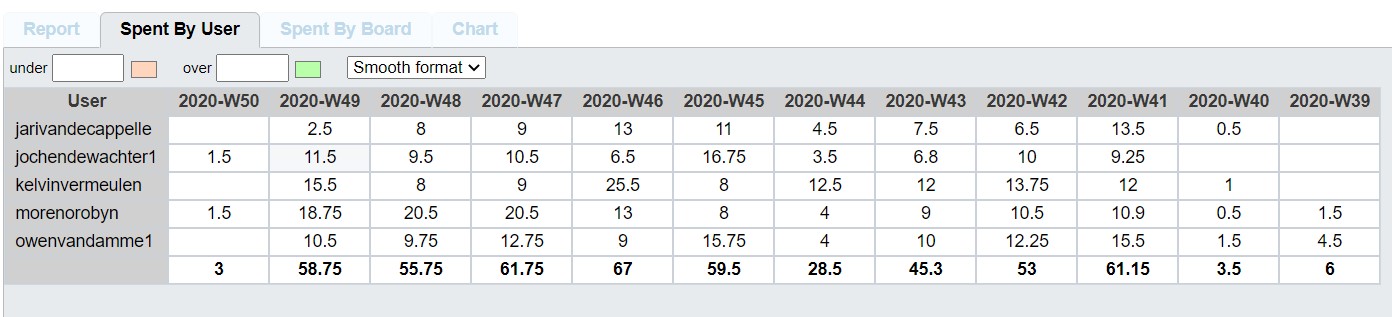 Report Spent By User Spent By Board Chart
under over Smooth format
User 2020-W50 2020-W49 2020-W48 2020-W47 2020-W46 2020-W45 2020-W44 2020-W43 2020-W42 2020-W41 2020-W40 2020-W39
jarivandecappelle 2.5 8 9 13 11 4.5 7.5 6.5 13.5 0.5
jochendewachter1 1.5 11.5 9.5 10.5 6.5 16.75 3.5 6.8 10 9.25
kelvinvermeulen 15.5 8 9 25.5 8 12.5 12 13.75 12 1
morenorobyn 1.5 18.75 20.5 20.5 13 8 4 9 10.5 10.9 0.5 1.5
owenvandamme1 10.5 9.75 12.75 9 15.75 4 10 12.25 15.5 1.5 4.5
3 58.75 55.75 61.75 67 59.5 28.5 45.3 53 61.15 3.5 6